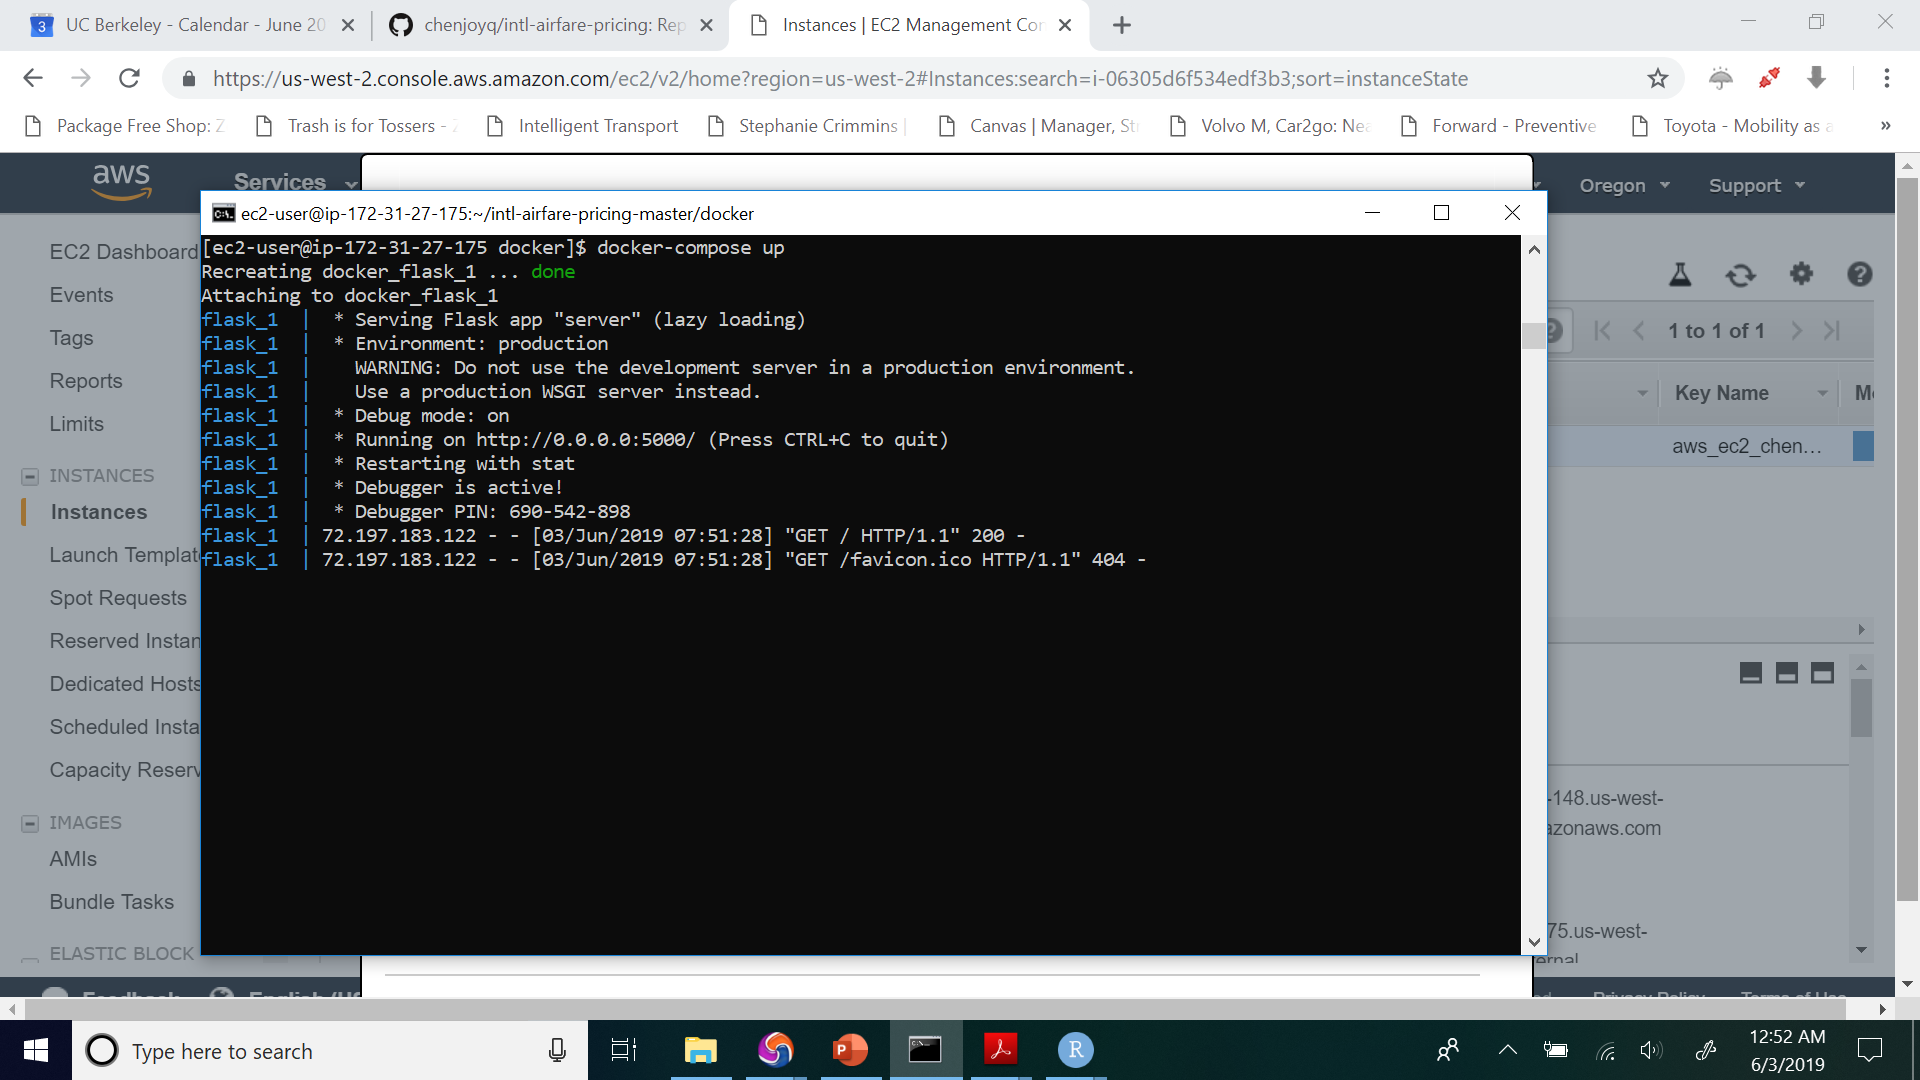 UC Berkeley - Calendar - June 20
chenjoyq/intl-airfare-pricing: Rep
Instances | EC2 Management Con
https://us-west-2.console.aws.amazon.com/ec2/v2/home?region=us-west-2#Instances:search=i-06305d6f534edf3b3;sort=instanceState
Package Free Shop: Z
Trash is for Tossers - Z
Intelligent Transport
Stephanie Crimmins |
Canvas | Manager, St
Volvo M, Car2go: Nea
Forward - Preventive
Toyota - Mobility as a
»
aws
Services
Oregon
Support
ec2-user@ip-172-31-27-175:~/intl-airfare-pricing-master/docker
[ec2-user@ip-172-31-27-175 docker]$ docker-compose up
Recreating docker_flask_1 ... done
Attaching to docker_flask_1
flask_1 | * Serving Flask app "server" (lazy loading)
flask_1 | * Environment: production
flask_1 | WARNING: Do not use the development server in a production environment.
flask_1 | Use a production WSGI server instead.
flask_1 | * Debug mode: on
flask_1 | * Running on http://0.0.0.0:5000/ (Press CTRL+C to quit)
flask_1 | * Restarting with stat
flask_1 | * Debugger is active!
flask_1 | * Debugger PIN: 690-542-898
flask_1 | 72.197.183.122 - - [03/Jun/2019 07:51:28] "GET / HTTP/1.1" 200 -
flask_1 | 72.197.183.122 - - [03/Jun/2019 07:51:28] "GET /favicon.ico HTTP/1.1" 404 -
EC2 Dashboard
Events
Tags
Reports
Limits
INSTANCES
Instances
Launch Templat
Spot Requests
Reserved Instan
Dedicated Hosts
Scheduled Insta
Capacity Reserv
IMAGES
AMIs
Bundle Tasks
ELASTIC BLOCK
1 to 1 of 1
Key Name
Mo
aws_ec2_chen...
-148.us-west-
azonaws.com
75.us-west-
ernal
Feedback
English (US
Privacy Policy
Terms of Use
Type here to search
12:52 AM
6/3/2019